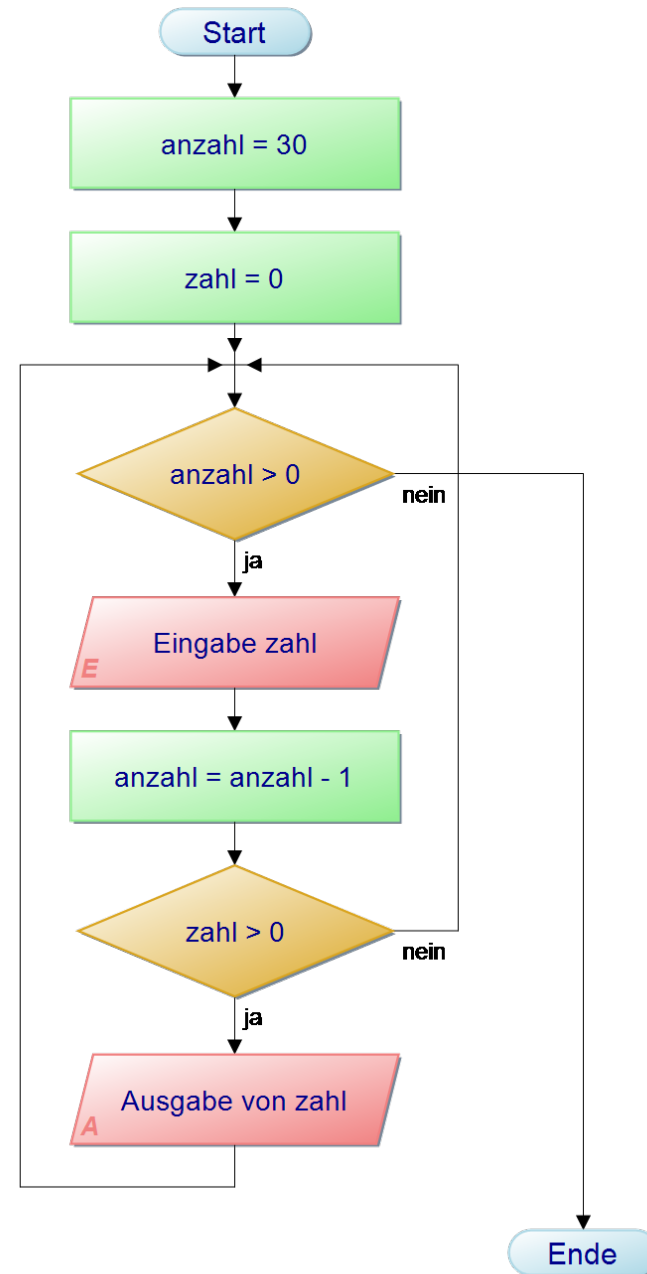 Start
anzahl = 30
zahl = 0
anzahl > 0
nein
ja
Eingabe zahl
E
anzahl = anzahl - 1
zahl > 0
nein
ja
Ausgabe von zahl
A
Ende